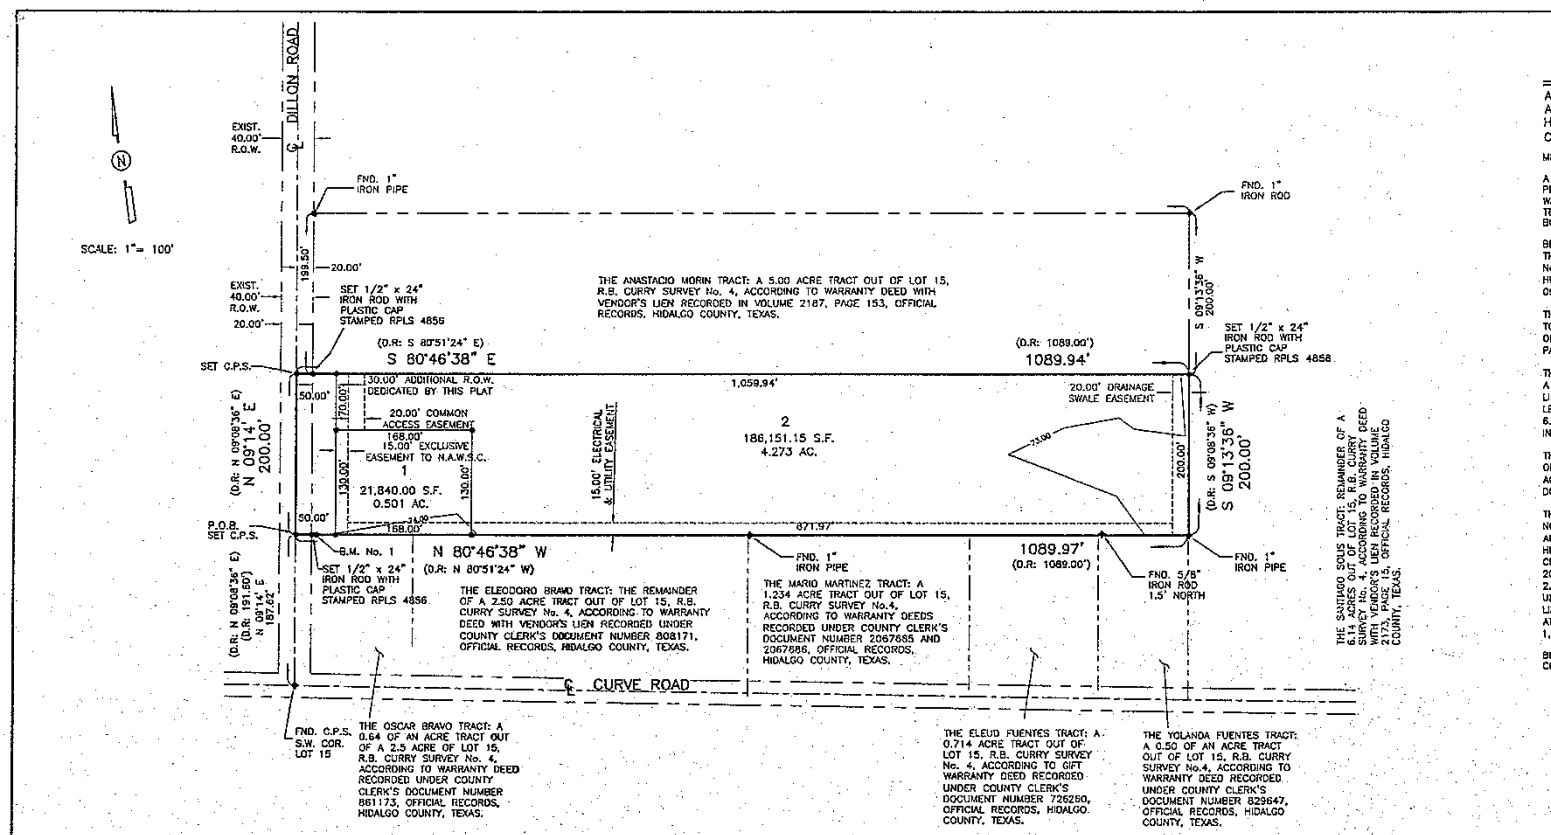 DILLON ROAD
EXIST.
40.00'
R.O.W.
N
SCALE: 1"= 100'
FND. 1"
IRON PIPE
FND. 1"
IRON ROD
199.50'
20.00'
S 09°13'36" W
200.00'
THE ANASTACIO MORIN TRACT: A 5.00 ACRE TRACT OUT OF LOT 15,
R.B. CURRY SURVEY No. 4, ACCORDING TO WARRANTY DEED WITH
VENDOR'S LIEN RECORDED IN VOLUME 2187, PAGE 153, OFFICIAL
RECORDS, HIDALGO COUNTY, TEXAS.
EXIST.
40.00'
R.O.W.
20.00'
SET 1/2" x 24"
IRON ROD WITH
PLASTIC CAP
STAMPED RPLS 4856
SET 1/2" x 24"
IRON ROD WITH
PLASTIC CAP
STAMPED RPLS 4856
(D.R: S 80°51'24" E)
S 80°46'38" E
(D.R: 1089.00')
1089.94'
SET C.P.S.
50.00'
70.00'
30.00' ADDITIONAL R.O.W.
DEDICATED BY THIS PLAT
1,059.94'
20.00' DRAINAGE
SWALE EASEMENT
20.00' COMMON
ACCESS EASEMENT
168.00'
15.00' EXCLUSIVE
EASEMENT TO N.A.W.S.C.
1
21,840.00 S.F.
0.501 AC.
130.00'
130.00'
15.00' ELECTRICAL
& UTILITY EASEMENT
2
186,151.15 S.F.
4.273 AC.
200.00'
(D.R: N 09°08'36" E)
N 09°14' E
200.00'
(D.R: S 09°08'36" W)
S 09°13'36" W
200.00'
50.00'
168.00'
871.97'
P.O.B.
SET C.P.S.
B.M. No. 1
N 80°46'38" W
(D.R: N 80°51'24" W)
1089.97'
(D.R: 1089.00')
SET 1/2" x 24"
IRON ROD WITH
PLASTIC CAP
STAMPED RPLS 4856
FND. 1"
IRON PIPE
FND. 5/8"
IRON ROD
1.5' NORTH
FND. 1"
IRON PIPE
(D.R: N 09°08'36" E)
(D.R: 191.60')
N 09°14' E
187.62'
THE ELEODORO BRAVO TRACT: THE REMAINDER
OF A 2.50 ACRE TRACT OUT OF LOT 15, R.B.
CURRY SURVEY No. 4, ACCORDING TO WARRANTY
DEED WITH VENDOR'S LIEN RECORDED UNDER
COUNTY CLERK'S DOCUMENT NUMBER 808171,
OFFICIAL RECORDS, HIDALGO COUNTY, TEXAS.
THE MARIO MARTINEZ TRACT: A
1.234 ACRE TRACT OUT OF LOT 15,
R.B. CURRY SURVEY No.4,
ACCORDING TO WARRANTY DEEDS
RECORDED UNDER COUNTY CLERK'S
DOCUMENT NUMBER 2067685 AND
2067686, OFFICIAL RECORDS,
HIDALGO COUNTY, TEXAS.
THE SANTIAGO SOLIS TRACT: REMAINDER OF A
6.14 ACRES OUT OF LOT 15, R.B. CURRY
SURVEY No. 4, ACCORDING TO WARRANTY DEED
WITH VENDOR'S LIEN RECORDED IN VOLUME
2173, PAGE 15, OFFICIAL RECORDS, HIDALGO
COUNTY, TEXAS.
CURVE ROAD
FND. C.P.S.
S.W. COR.
LOT 15
THE OSCAR BRAVO TRACT: A
0.64 OF AN ACRE TRACT OUT
OF A 2.5 ACRE OF LOT 15,
R.B. CURRY SURVEY No. 4,
ACCORDING TO WARRANTY DEED
RECORDED UNDER COUNTY
CLERK'S DOCUMENT NUMBER
861173, OFFICIAL RECORDS,
HIDALGO COUNTY, TEXAS.
THE ELEUD FUENTES TRACT: A
0.714 ACRE TRACT OUT OF
LOT 15, R.B. CURRY SURVEY
No. 4, ACCORDING TO GIFT
WARRANTY DEED RECORDED
UNDER COUNTY CLERK'S
DOCUMENT NUMBER 726260,
OFFICIAL RECORDS, HIDALGO
COUNTY, TEXAS.
THE YOLANDA FUENTES TRACT:
A 0.50 OF AN ACRE TRACT
OUT OF LOT 15, R.B. CURRY
SURVEY No.4, ACCORDING TO
WARRANTY DEED RECORDED
UNDER COUNTY CLERK'S
DOCUMENT NUMBER 829647,
OFFICIAL RECORDS, HIDALGO
COUNTY, TEXAS.